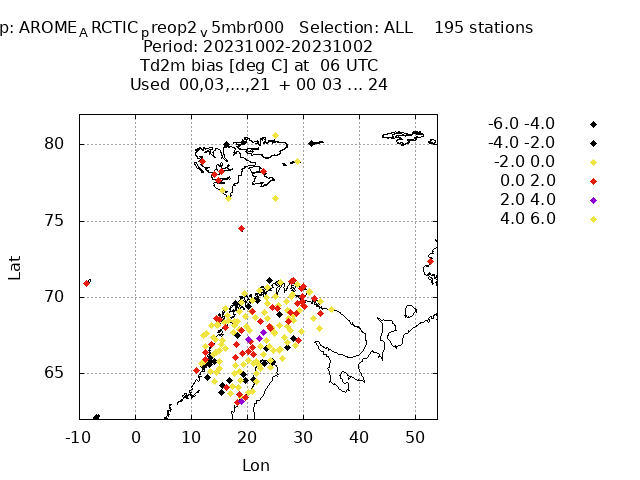 p: AROME_A RCTIC_p reop2_v 5mbr000 Selection: ALL 195 stations
Period: 20231002-20231002
Td2m bias [deg C] at 06 UTC
Used 00,03,...,21 + 00 03 ... 24
-6.0 -4.0
-4.0 -2.0
-2.0 0.0
0.0 2.0
2.0 4.0
4.0 6.0
80
75
70
65
Lat
-10 0 10 20 30 40 50
Lon